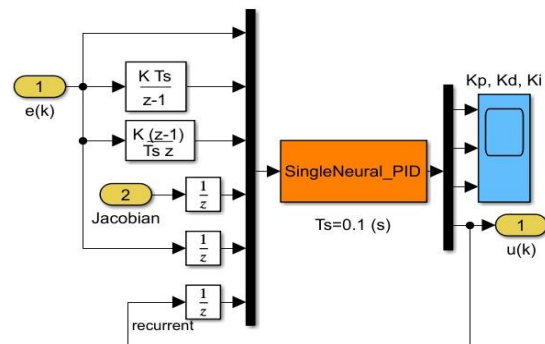 1
e(k)
K Ts
z-1
K (z-1)
Ts z
2
Jacobian
1
z
1
z
1
z
recurrent
SingleNeural_PID
Ts=0.1 (s)
Kp, Kd, Ki
1
u(k)